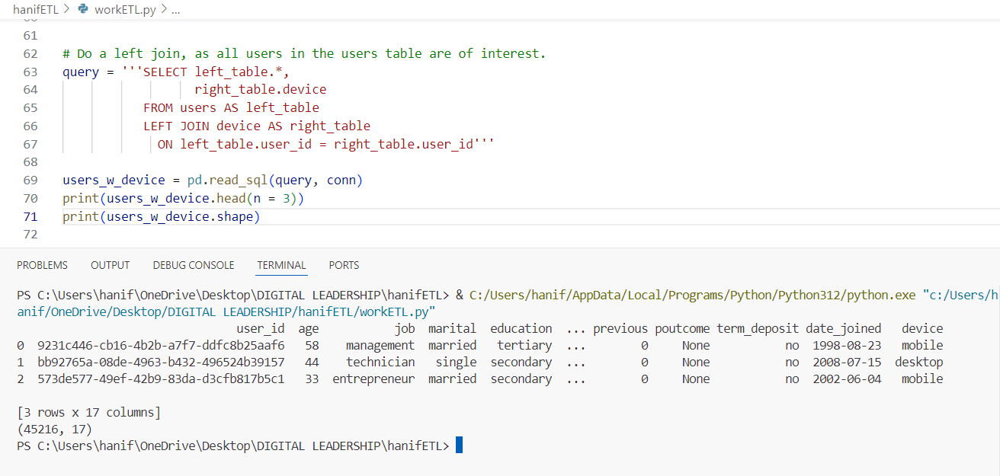 hanifETL > workETL.py > ...
60
61
62 # Do a left join, as all users in the users table are of interest.
63 query = '''SELECT left_table.*,
64 right_table.device
65 FROM users AS left_table
66 LEFT JOIN device AS right_table
67 ON left_table.user_id = right_table.user_id'''
68
69 users_w_device = pd.read_sql(query, conn)
70 print(users_w_device.head(n = 3))
71 print(users_w_device.shape)
72
PROBLEMS OUTPUT DEBUG CONSOLE TERMINAL PORTS
PS C:\Users\hanif\OneDrive\Desktop\DIGITAL LEADERSHIP\hanifETL> & C:/Users/hanif/AppData/Local/Programs/Python/Python312/python.exe "c:/Users/h
anif/OneDrive/Desktop/DIGITAL LEADERSHIP/hanifETL/workETL.py"
user_id age job marital education ... previous poutcome term_deposit date_joined device
0 9231c446-cb16-4b2b-a7f7-ddfc8b25aaf6 58 management married tertiary ... 0 None no 1998-08-23 mobile
1 bb92765a-08de-4963-b432-496524b39157 44 technician single secondary ... 0 None no 2008-07-15 desktop
2 573de577-49ef-42b9-83da-d3cfb817b5c1 33 entrepreneur married secondary ... 0 None no 2002-06-04 mobile
[3 rows x 17 columns]
(45216, 17)
PS C:\Users\hanif\OneDrive\Desktop\DIGITAL LEADERSHIP\hanifETL>